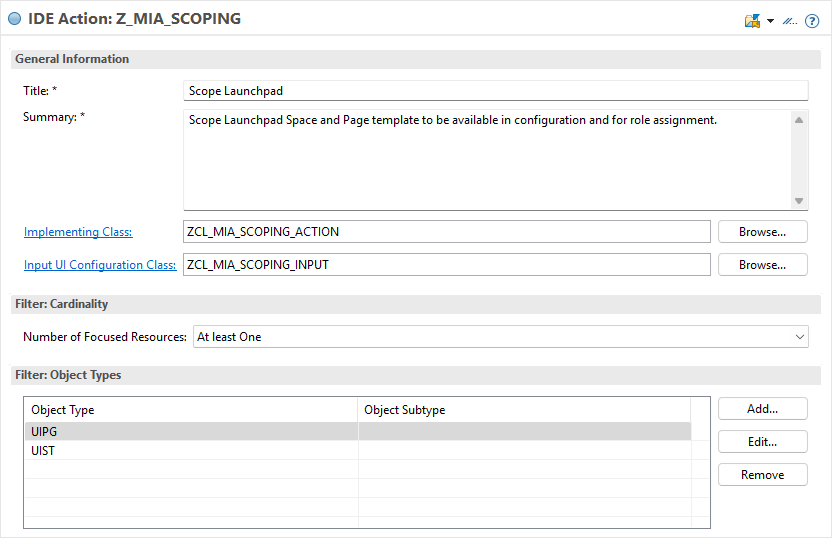 IDE Action: Z_MIA_SCOPING
General Information
Title: * Scope Launchpad
Summary: * Scope Launchpad Space and Page template to be available in configuration and for role assignment.
Implementing Class: ZCL_MIA_SCOPING_ACTION Browse...
Input UI Configuration Class: ZCL_MIA_SCOPING_INPUT Browse...
Filter: Cardinality
Number of Focused Resources: At least One
Filter: Object Types
Object Type Object Subtype Add...
UIPG
Edit...
UIST
Remove